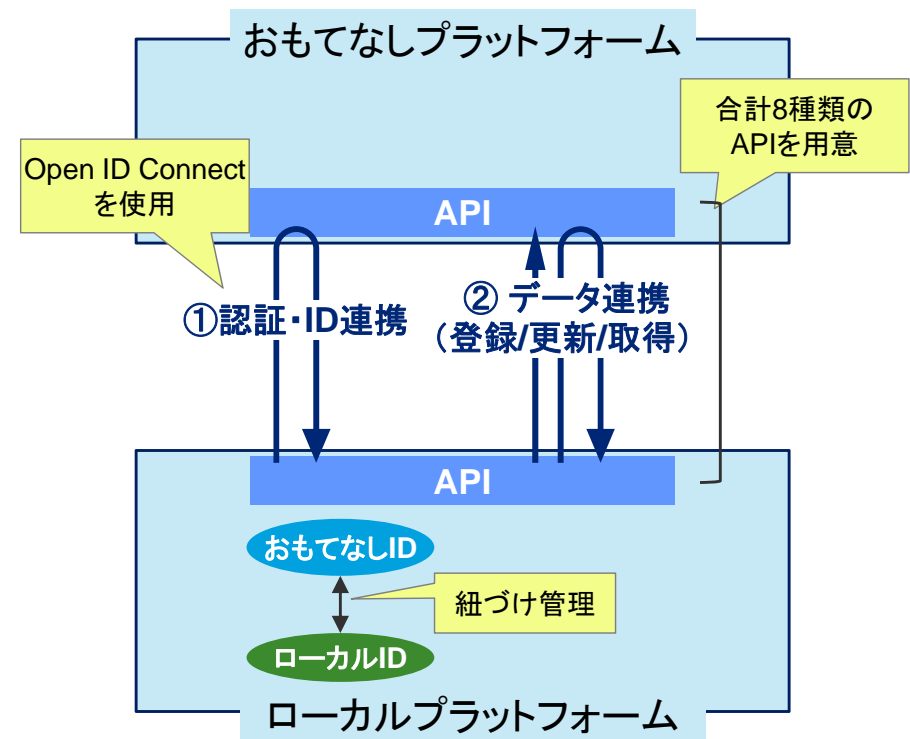 おもてなしプラットフォーム
合計8種類の
APIを用意
Open ID Connect
を使用
API
①認証・ID連携
② データ連携
（登録/更新/取得）
API
おもてなしID
紐づけ管理
ローカルID
ローカルプラットフォーム